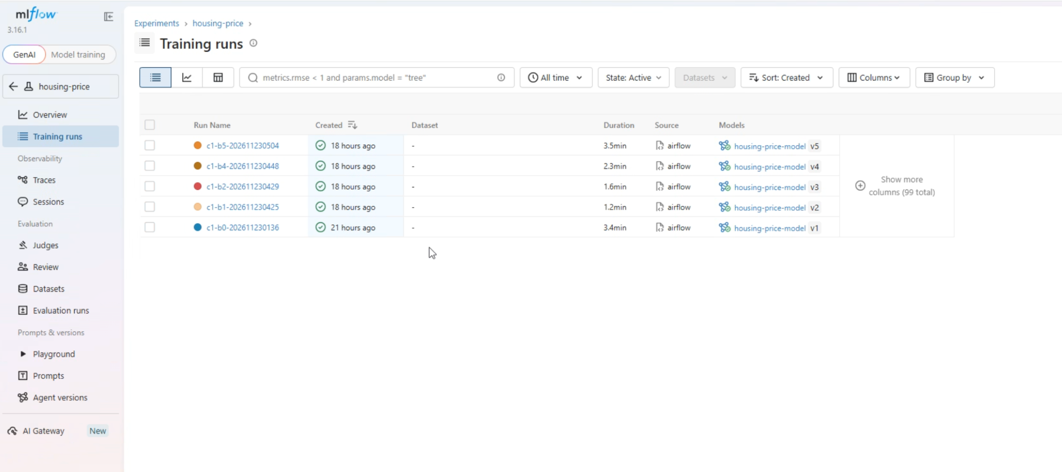 mlflow
3.16.1
GenAI Model training
housing-price
Overview
Training runs
Observability
Traces
Sessions
Evaluation
Judges
Review
Datasets
Evaluation runs
Prompts & versions
Playground
Prompts
Agent versions
AI Gateway New
Experiments › housing-price ›
Training runs
metrics.rmse < 1 and params.model = "tree"
All time
State: Active
Datasets
Sort: Created
Columns
Group by
Run Name Created Dataset Duration Source Models
c1-b5-202611230504 18 hours ago - 3.5min airflow housing-price-model v5
c1-b4-202611230448 18 hours ago - 2.3min airflow housing-price-model v4
c1-b2-202611230429 18 hours ago - 1.6min airflow housing-price-model v3
c1-b1-202611230425 18 hours ago - 1.2min airflow housing-price-model v2
c1-b0-202611230136 21 hours ago - 3.4min airflow housing-price-model v1
Show more
columns (99 total)